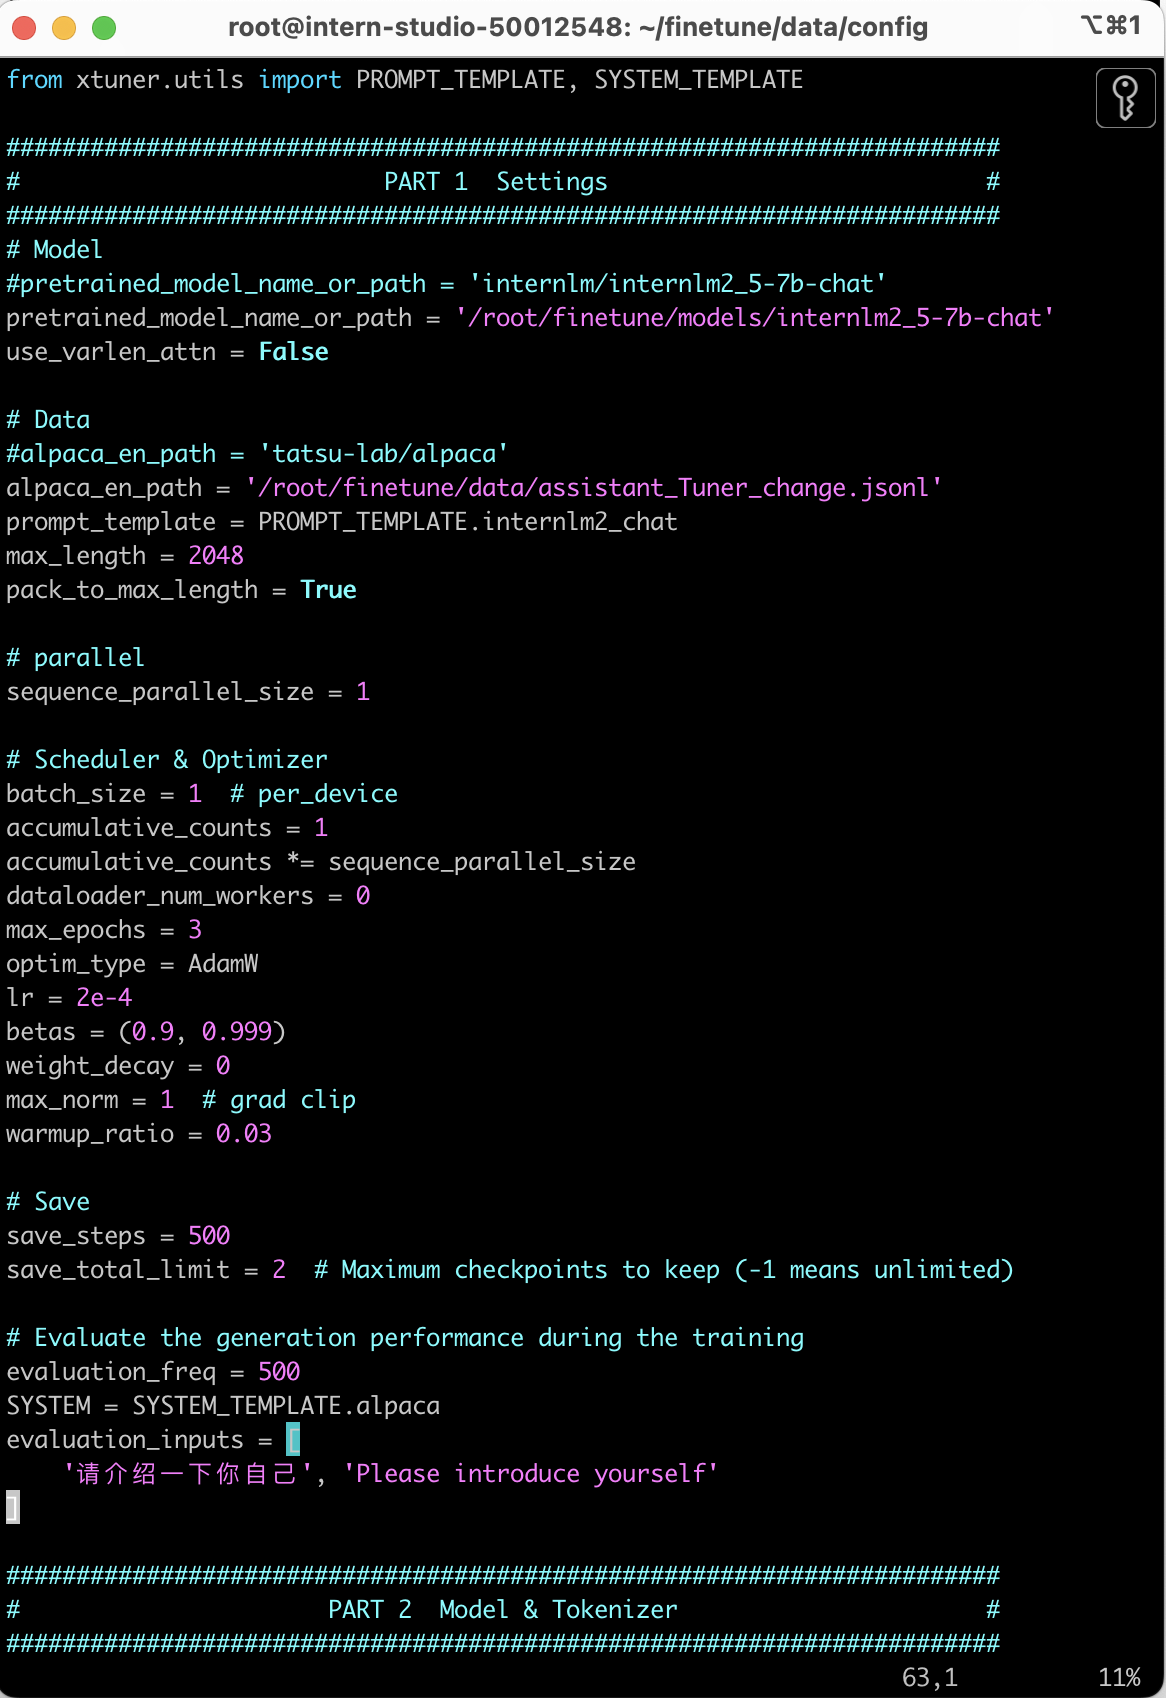 root@intern-studio-50012548: ~/finetune/data/config ⌥⌘1
from xtuner.utils import PROMPT_TEMPLATE, SYSTEM_TEMPLATE
#######################################################################
#                          PART 1  Settings                           #
#######################################################################
# Model
#pretrained_model_name_or_path = 'internlm/internlm2_5-7b-chat'
pretrained_model_name_or_path = '/root/finetune/models/internlm2_5-7b-chat'
use_varlen_attn = False
# Data
#alpaca_en_path = 'tatsu-lab/alpaca'
alpaca_en_path = '/root/finetune/data/assistant_Tuner_change.jsonl'
prompt_template = PROMPT_TEMPLATE.internlm2_chat
max_length = 2048
pack_to_max_length = True
# parallel
sequence_parallel_size = 1
# Scheduler & Optimizer
batch_size = 1  # per_device
accumulative_counts = 1
accumulative_counts *= sequence_parallel_size
dataloader_num_workers = 0
max_epochs = 3
optim_type = AdamW
lr = 2e-4
betas = (0.9, 0.999)
weight_decay = 0
max_norm = 1  # grad clip
warmup_ratio = 0.03
# Save
save_steps = 500
save_total_limit = 2  # Maximum checkpoints to keep (-1 means unlimited)
# Evaluate the generation performance during the training
evaluation_freq = 500
SYSTEM = SYSTEM_TEMPLATE.alpaca
evaluation_inputs = [
    '请介绍一下你自己', 'Please introduce yourself'
]
#######################################################################
#                      PART 2  Model & Tokenizer                      #
#######################################################################
63,1          11%